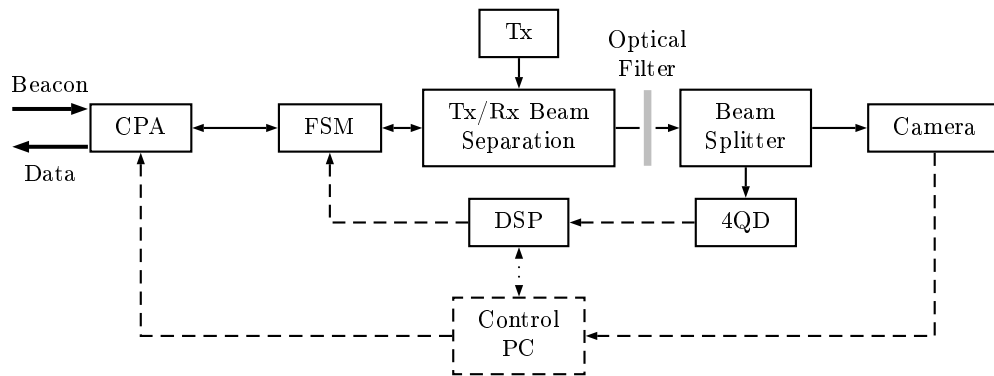 Tx
Optical
Filter
Beacon
CPA
FSM
Tx/Rx Beam
Separation
Beam
Splitter
Camera
Data
DSP
4QD
Control
PC